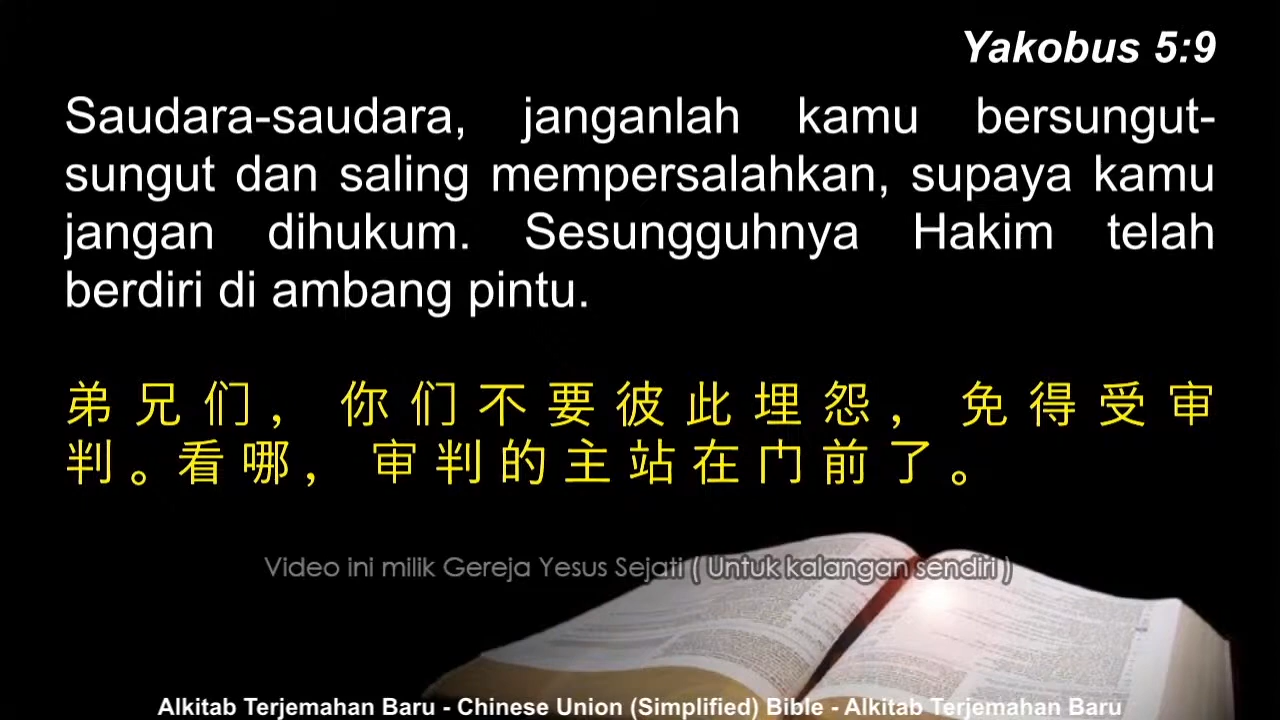 Yakobus 5:9
Saudara-saudara, janganlah kamu bersungut-
sungut dan saling mempersalahkan, supaya kamu
jangan dihukum. Sesungguhnya Hakim telah
berdiri di ambang pintu.
弟兄们，你们不要彼此埋怨，免得受审
判。看哪，审判的主站在门前了。
Video ini milik Gereja Yesus Sejati ( Untuk kalangan sendiri )
Alkitab Terjemahan Baru - Chinese Union (Simplified) Bible - Alkitab Terjemahan Baru